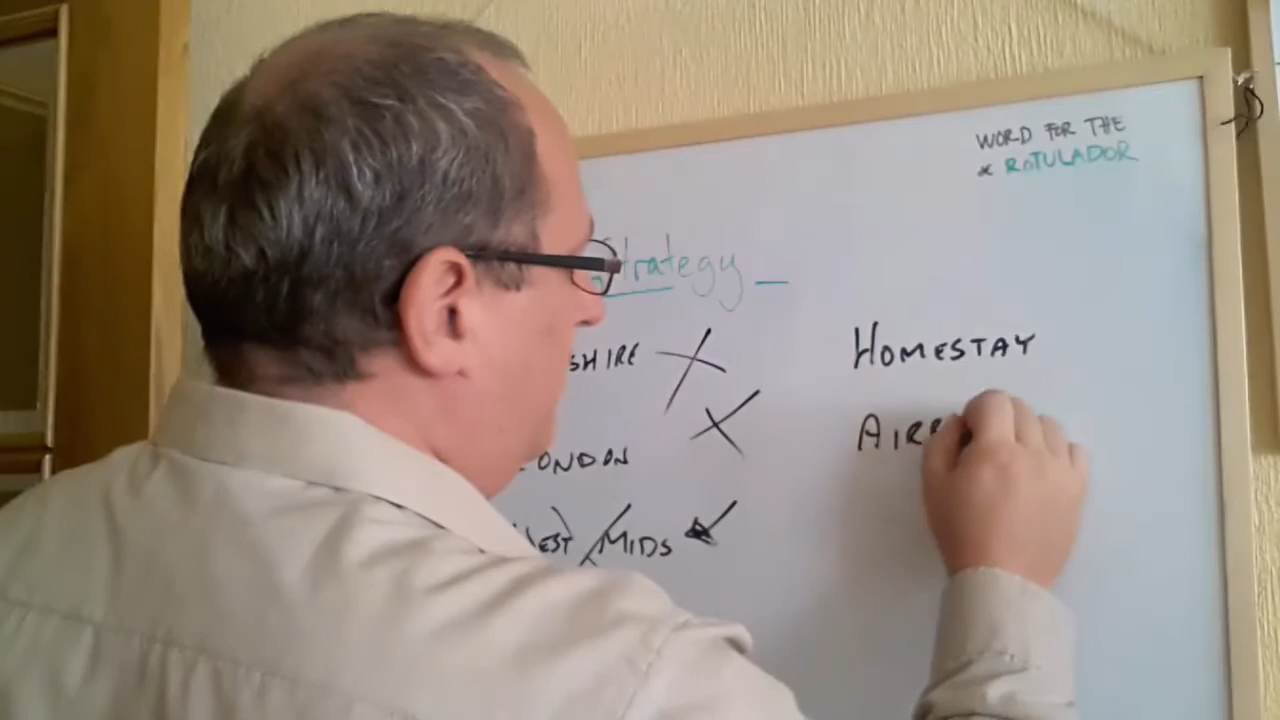 WORD FOR THE
* ROTULADOR
Strategy _
SHIRE X
X
HOMESTAY
ONDON
AIR
EST / MIDS